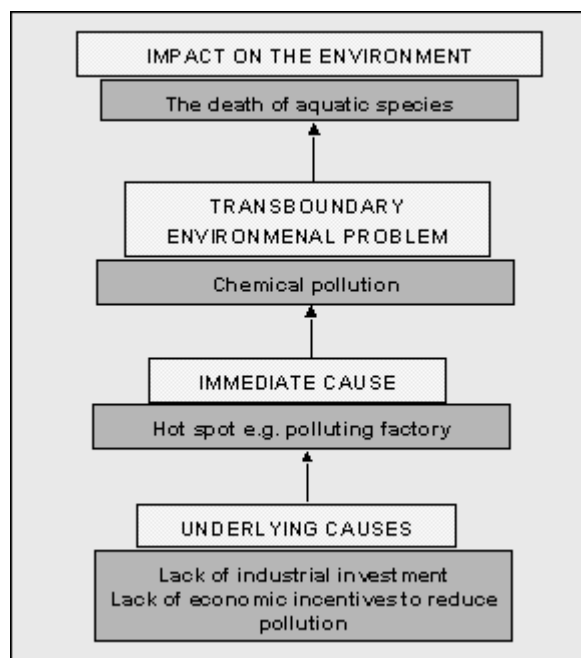 IMPACT ON THE ENVIRONMENT
The death of aquatic species
TRANSBOUNDARY
ENVIRONMENAL PROBLEM
Chemical pollution
IMMEDIATE CAUSE
Hot spot e.g. polluting factory
UNDERLYING CAUSES
Lack of industrial investment
Lack of economic incentives to reduce
pollution